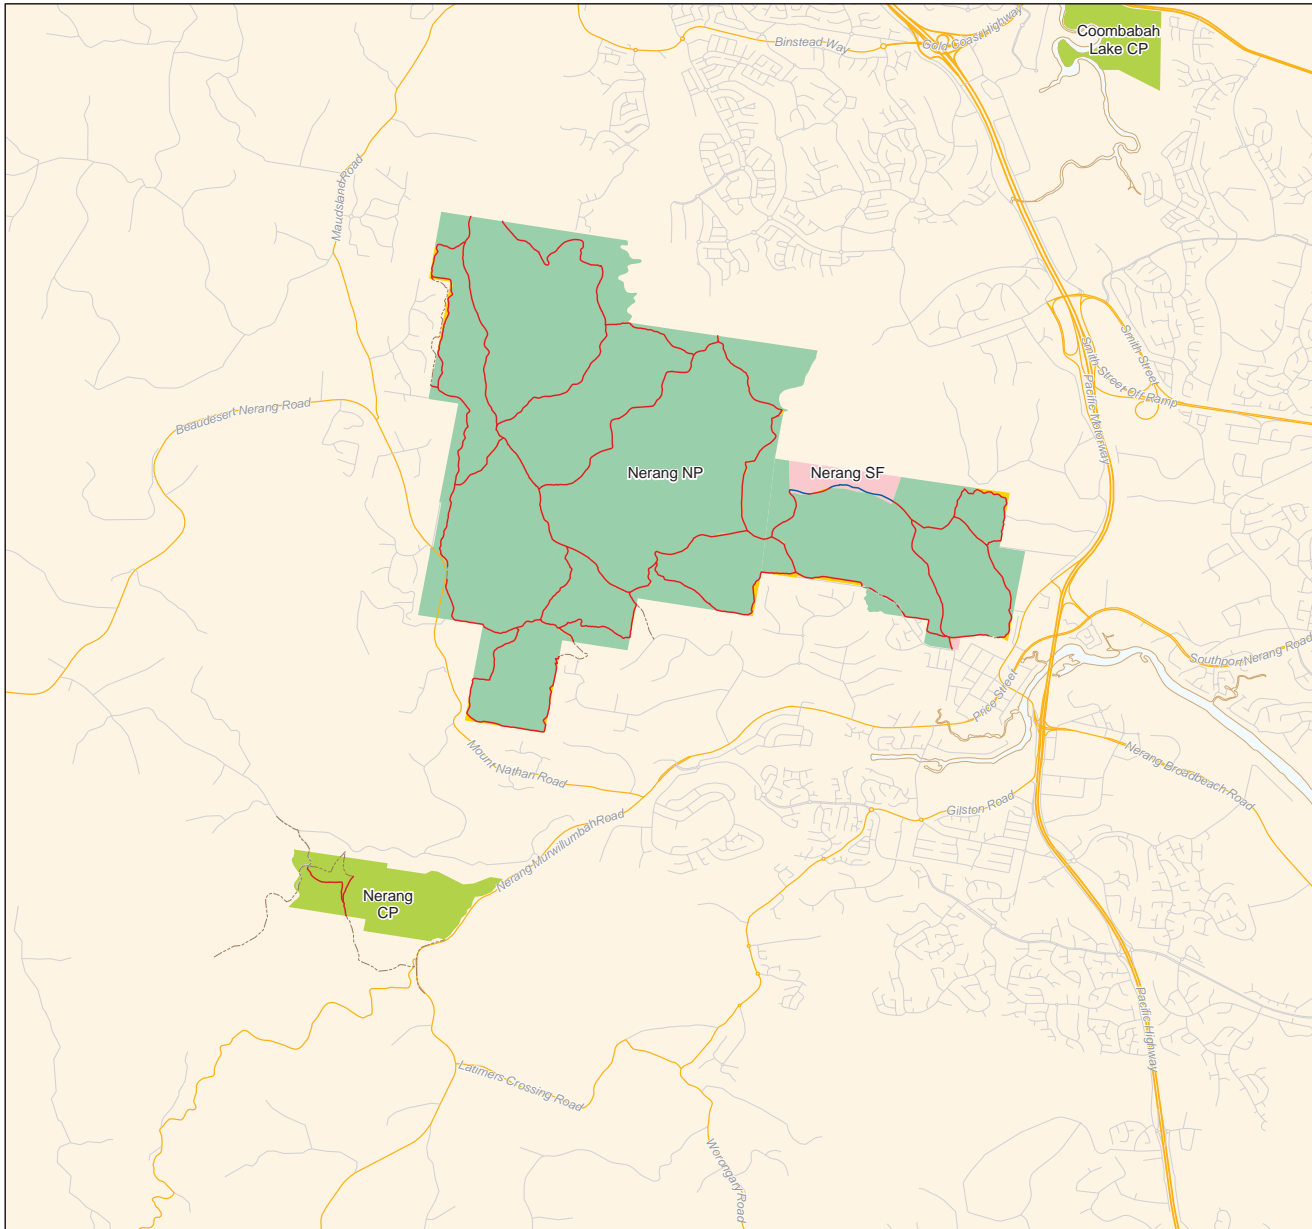 Coombabah
Lake CP
Gold Coast Highway
Binstead Way
Maudsland Road
Smith Street
Smith Street Off Ramp
Pacific Motorway
Beaudesert Nerang Road
Nerang NP
Nerang SF
Southport Nerang Road
Price Street
Mount Nathan Road
Nerang Broadbeach Road
Gilston Road
Nerang Murwillumbah Road
Nerang
CP
Pacific Highway
Latimers Crossing Road
Worongary Road